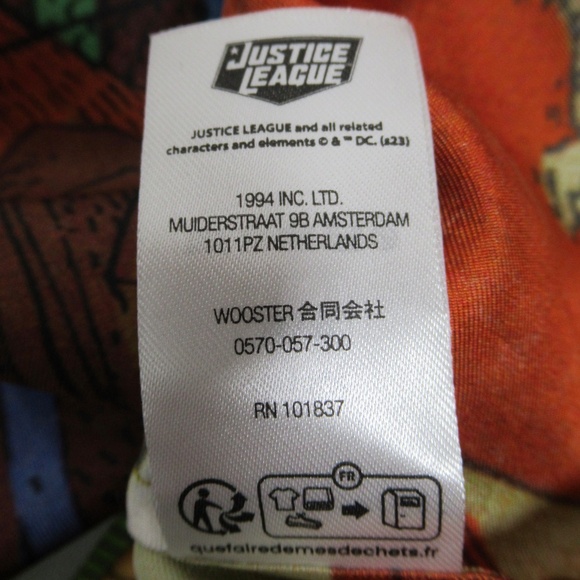 JUSTICE
LEAGUE
JUSTICE LEAGUE and all related
characters and elements © & ™ DC. (s23)
1994 INC. LTD.
MUIDERSTRAAT 9B AMSTERDAM
1011PZ NETHERLANDS
WOOSTER 合同会社
0570-057-300
RN 101837
FR
quefairedemesdechets.fr